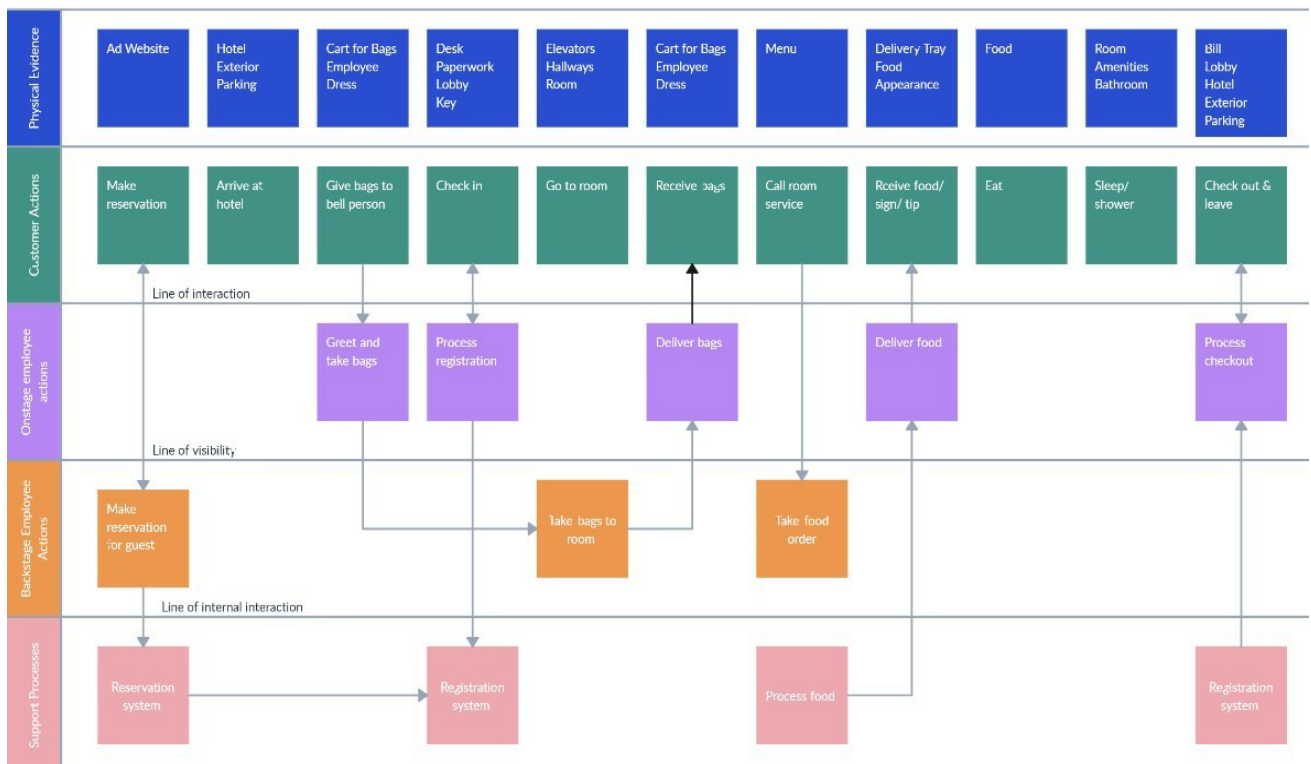 Physical Evidence
Ad Website
Hotel
Exterior
Parking
Cart for Bags
Employee
Dress
Desk
Paperwork
Lobby
Key
Elevators
Hallways
Room
Cart for Bags
Employee
Dress
Menu
Delivery Tray
Food
Appearance
Food
Room
Amenities
Bathroom
Bill
Lobby
Hotel
Exterior
Parking
Customer Actions
Make
reservation
Arrive at
hotel
Give bags to
bell person
Check in
Go to room
Receive bags
Call room
service
Rceive food/
sign/ tip
Eat
Sleep/
shower
Check out &
leave
Line of interaction
Onstage employee
actions
Greet and
take bags
Process
registration
Deliver bags
Deliver food
Process
checkout
Line of visibility
Backstage Employee
Actions
Make
reservation
for guest
Take bags to
room
Take food
order
Line of internal interaction
Support Processes
Reservation
system
Registration
system
Process food
Registration
system